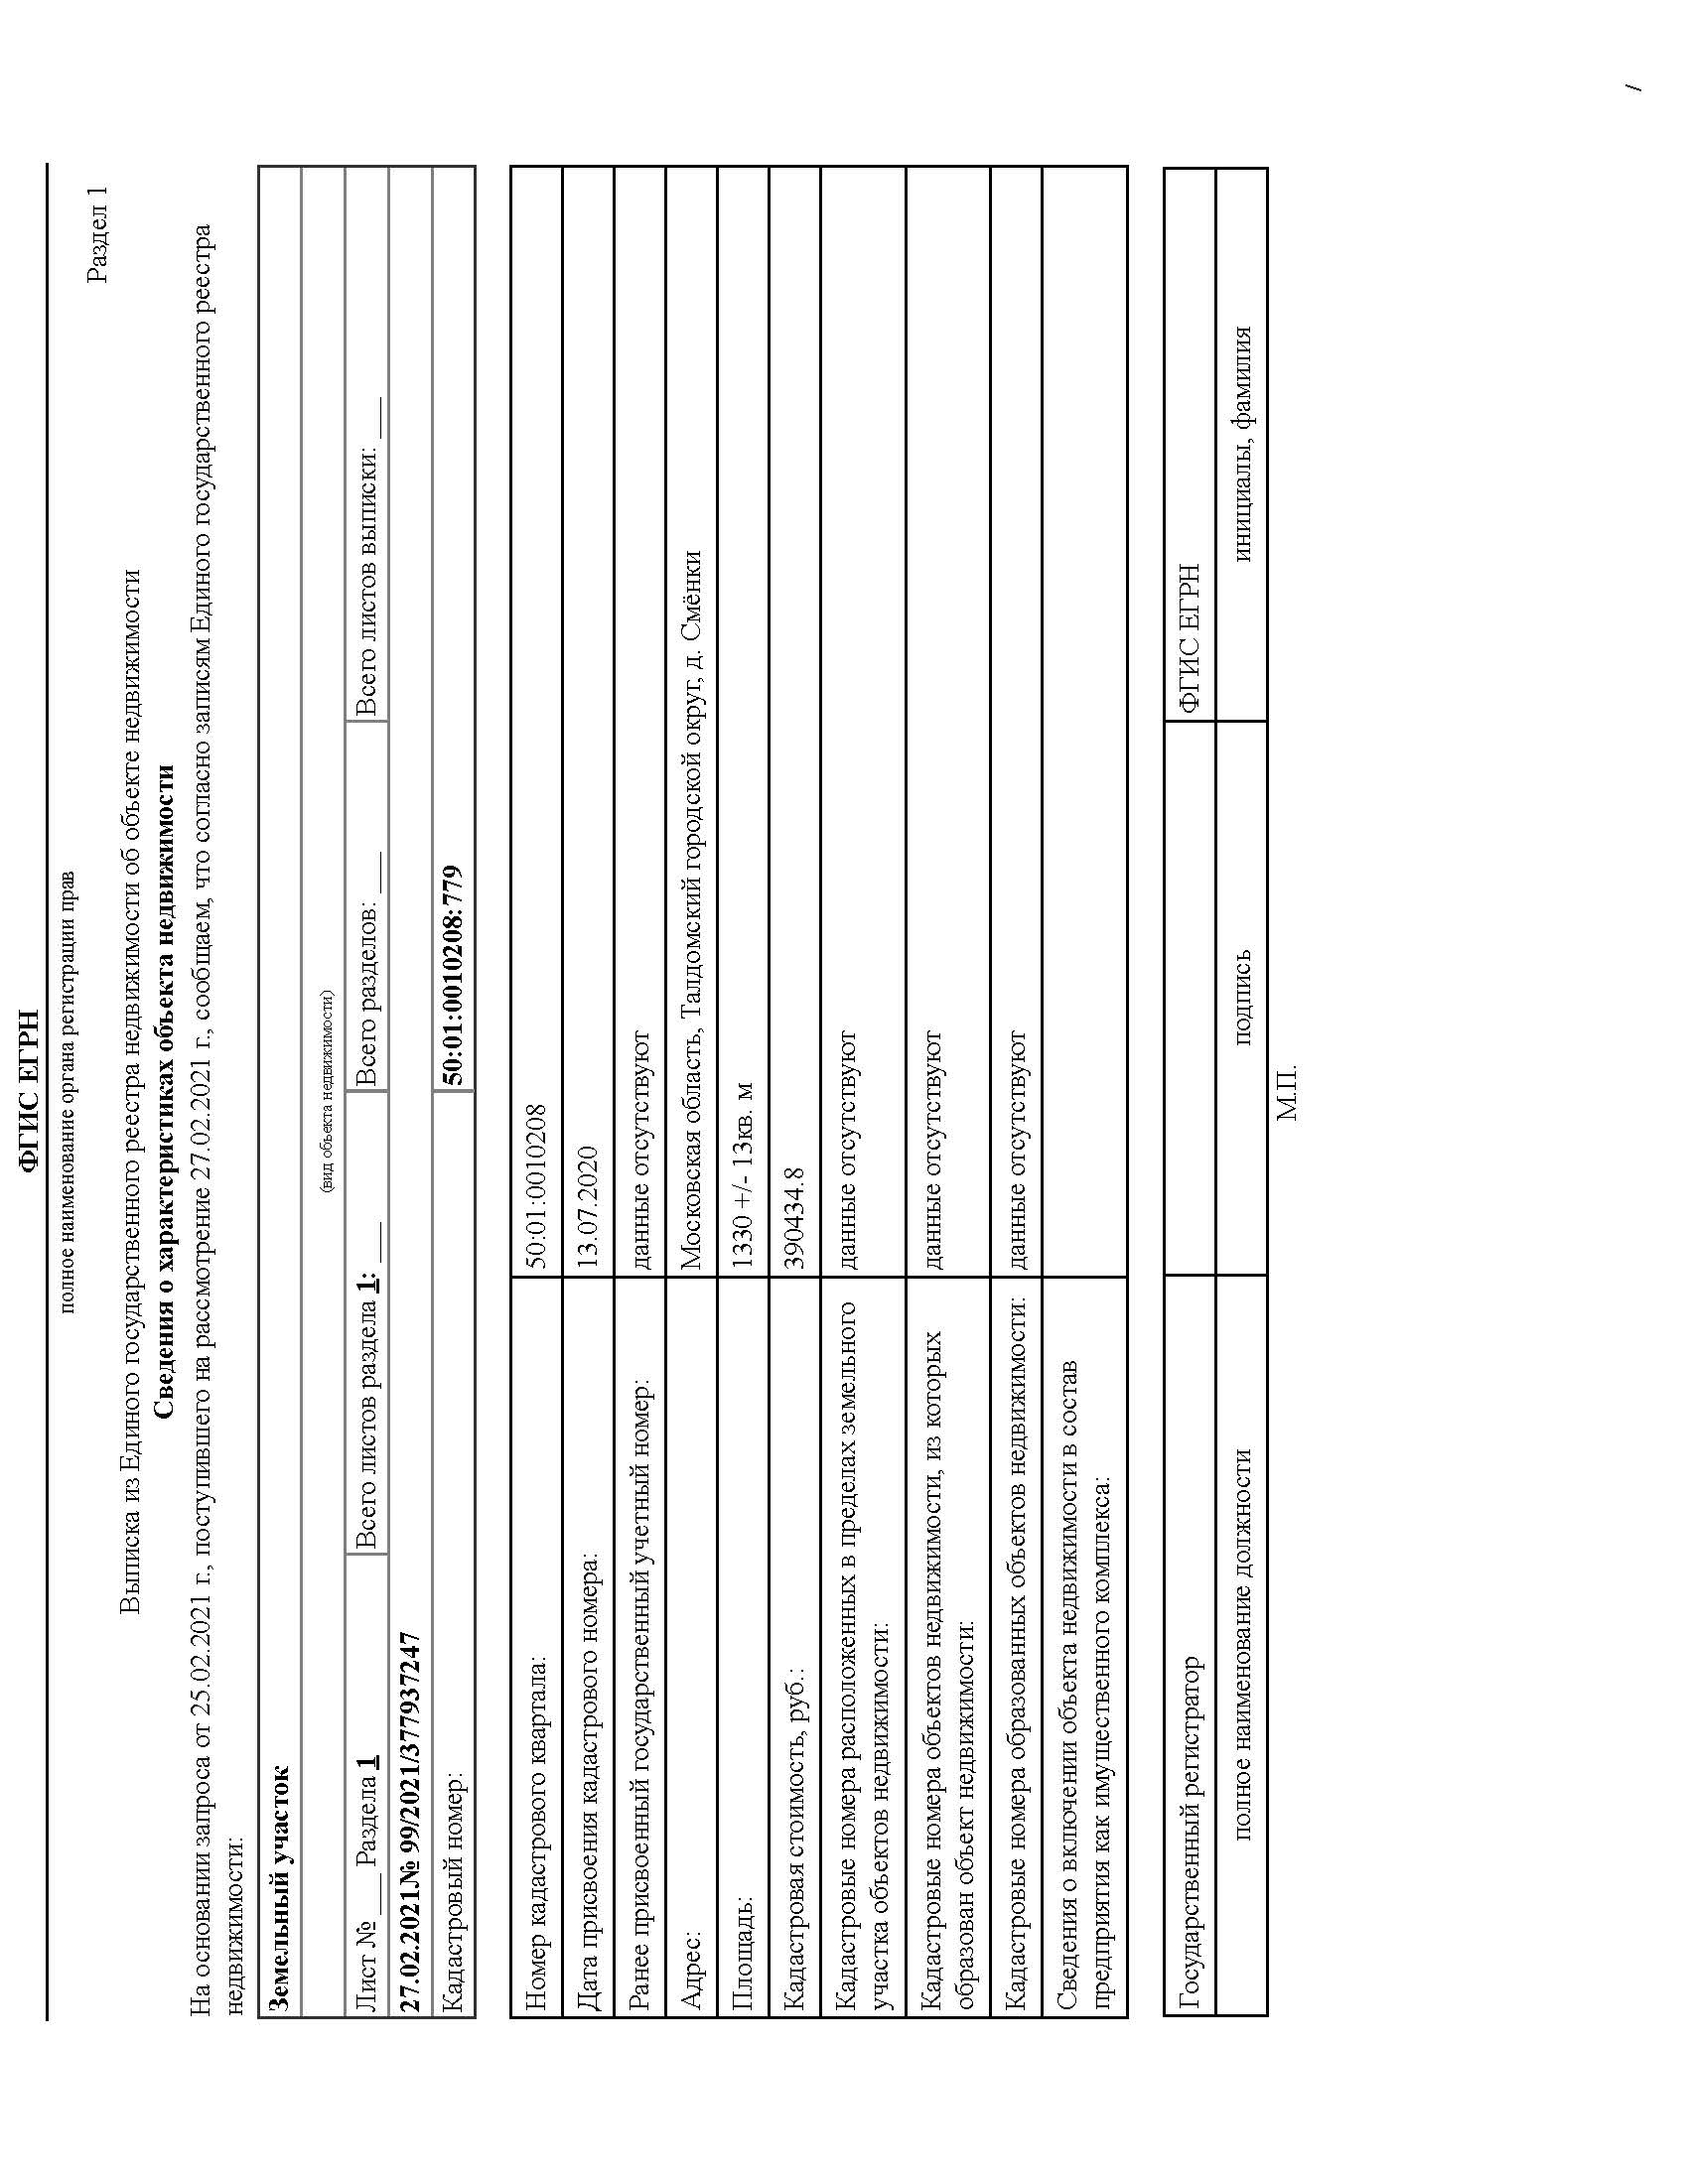 ФГИС ЕГРН
полное наименование органа регистрации прав
Раздел 1
Выписка из Единого государственного реестра недвижимости об объекте недвижимости
Сведения о характеристиках объекта недвижимости
На основании запроса от 25.02.2021 г., поступившего на рассмотрение 27.02.2021 г., сообщаем, что согласно записям Единого государственного реестра
недвижимости:
Земельный участок
(вид объекта недвижимости)
Лист № ___ Раздела 1 Всего листов раздела 1: ___ Всего разделов: ___ Всего листов выписки: ___
27.02.2021№ 99/2021/377937247
Кадастровый номер: 50:01:0010208:779
Номер кадастрового квартала: 50:01:0010208
Дата присвоения кадастрового номера: 13.07.2020
Ранее присвоенный государственный учетный номер: данные отсутствуют
Адрес: Московская область, Талдомский городской округ, д. Смёнки
Площадь: 1330 +/- 13кв. м
Кадастровая стоимость, руб.: 390434.8
Кадастровые номера расположенных в пределах земельного данные отсутствуют
участка объектов недвижимости:
Кадастровые номера объектов недвижимости, из которых данные отсутствуют
образован объект недвижимости:
Кадастровые номера образованных объектов недвижимости: данные отсутствуют
Сведения о включении объекта недвижимости в состав
предприятия как имущественного комплекса:
Государственный регистратор ФГИС ЕГРН
полное наименование должности подпись инициалы, фамилия
М.П.